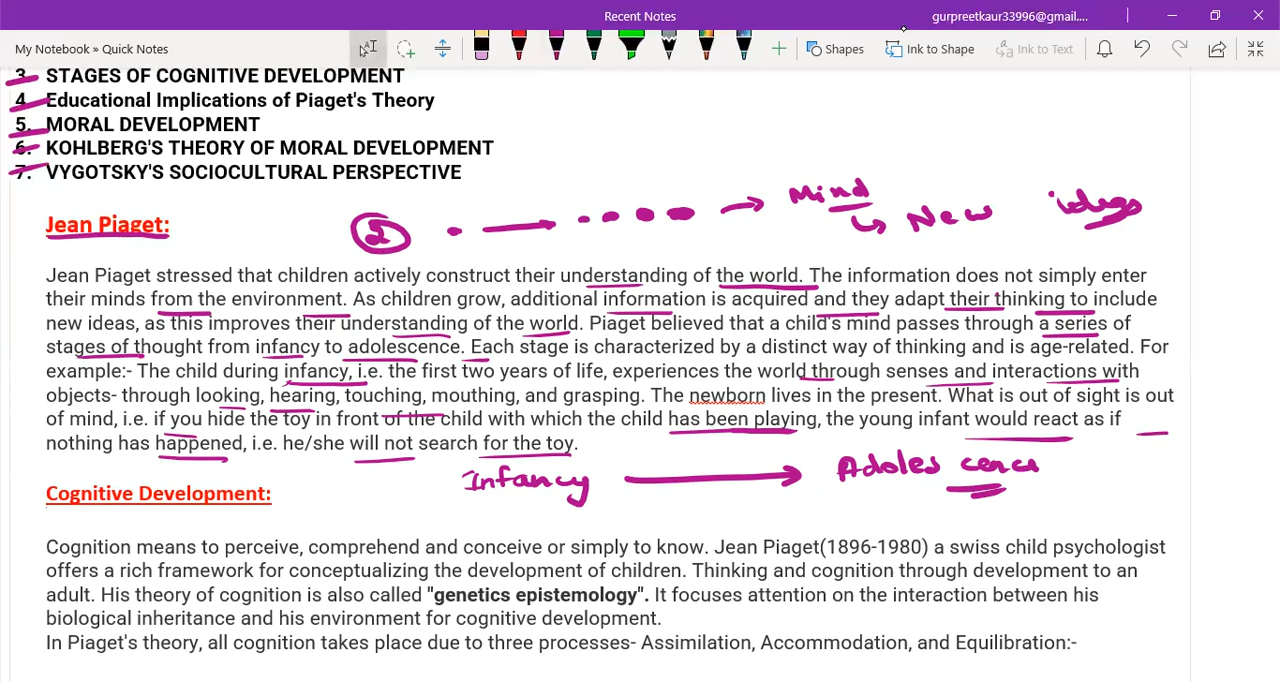 Recent Notes
gurpreetkaur33996@gmail....
My Notebook » Quick Notes
Shapes
Ink to Shape
Ink to Text
3. STAGES OF COGNITIVE DEVELOPMENT
4. Educational Implications of Piaget's Theory
5. MORAL DEVELOPMENT
6. KOHLBERG'S THEORY OF MORAL DEVELOPMENT
7. VYGOTSKY'S SOCIOCULTURAL PERSPECTIVE
Mind
Jean Piaget:
2
New ideas
Jean Piaget stressed that children actively construct their understanding of the world. The information does not simply enter
their minds from the environment. As children grow, additional information is acquired and they adapt their thinking to include
new ideas, as this improves their understanding of the world. Piaget believed that a child's mind passes through a series of
stages of thought from infancy to adolescence. Each stage is characterized by a distinct way of thinking and is age-related. For
example:- The child during infancy, i.e. the first two years of life, experiences the world through senses and interactions with
objects- through looking, hearing, touching, mouthing, and grasping. The newborn lives in the present. What is out of sight is out
of mind, i.e. if you hide the toy in front of the child with which the child has been playing, the young infant would react as if
nothing has happened, i.e. he/she will not search for the toy.
Infancy
Adoles cence
Cognitive Development:
Cognition means to perceive, comprehend and conceive or simply to know. Jean Piaget(1896-1980) a swiss child psychologist
offers a rich framework for conceptualizing the development of children. Thinking and cognition through development to an
adult. His theory of cognition is also called "genetics epistemology". It focuses attention on the interaction between his
biological inheritance and his environment for cognitive development.
In Piaget's theory, all cognition takes place due to three processes- Assimilation, Accommodation, and Equilibration:-